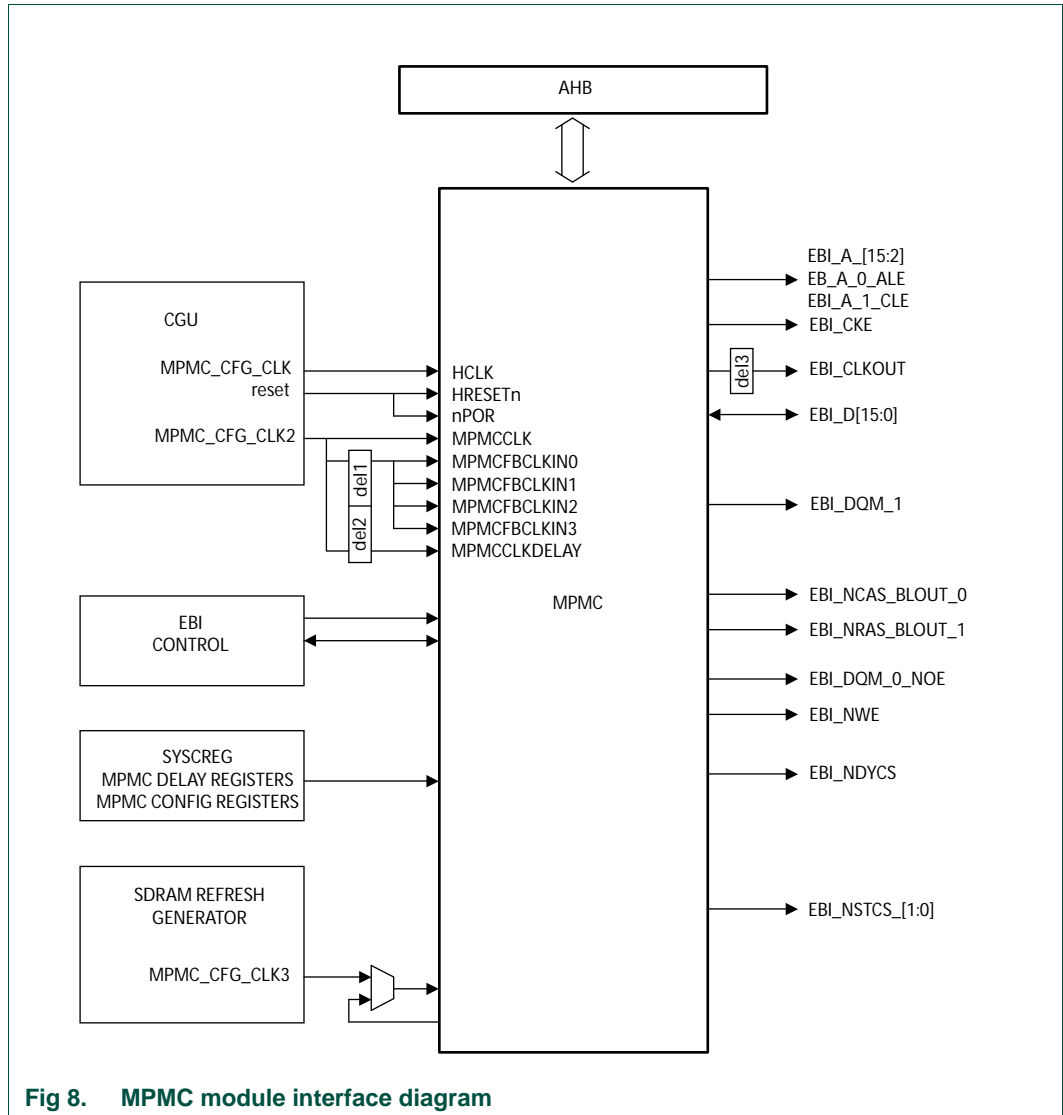 AHB
EBI_A_[15:2]
EB_A_0_ALE
EBI_A_1_CLE
EBI_CKE
CGU
MPMC_CFG_CLK
reset
MPMC_CFG_CLK2
HCLK
HRESETn
nPOR
MPMCCLK
MPMCFBCLKIN0
MPMCFBCLKIN1
MPMCFBCLKIN2
MPMCFBCLKIN3
MPMCCLKDELAY
del1
del2
del3
EBI_CLKOUT
EBI_D[15:0]
EBI_DQM_1
EBI
CONTROL
MPMC
EBI_NCAS_BLOUT_0
EBI_NRAS_BLOUT_1
EBI_DQM_0_NOE
EBI_NWE
SYSCREG
MPMC DELAY REGISTERS
MPMC CONFIG REGISTERS
EBI_NDYCS
SDRAM REFRESH
GENERATOR
MPMC_CFG_CLK3
EBI_NSTCS_[1:0]
Fig 8. MPMC module interface diagram